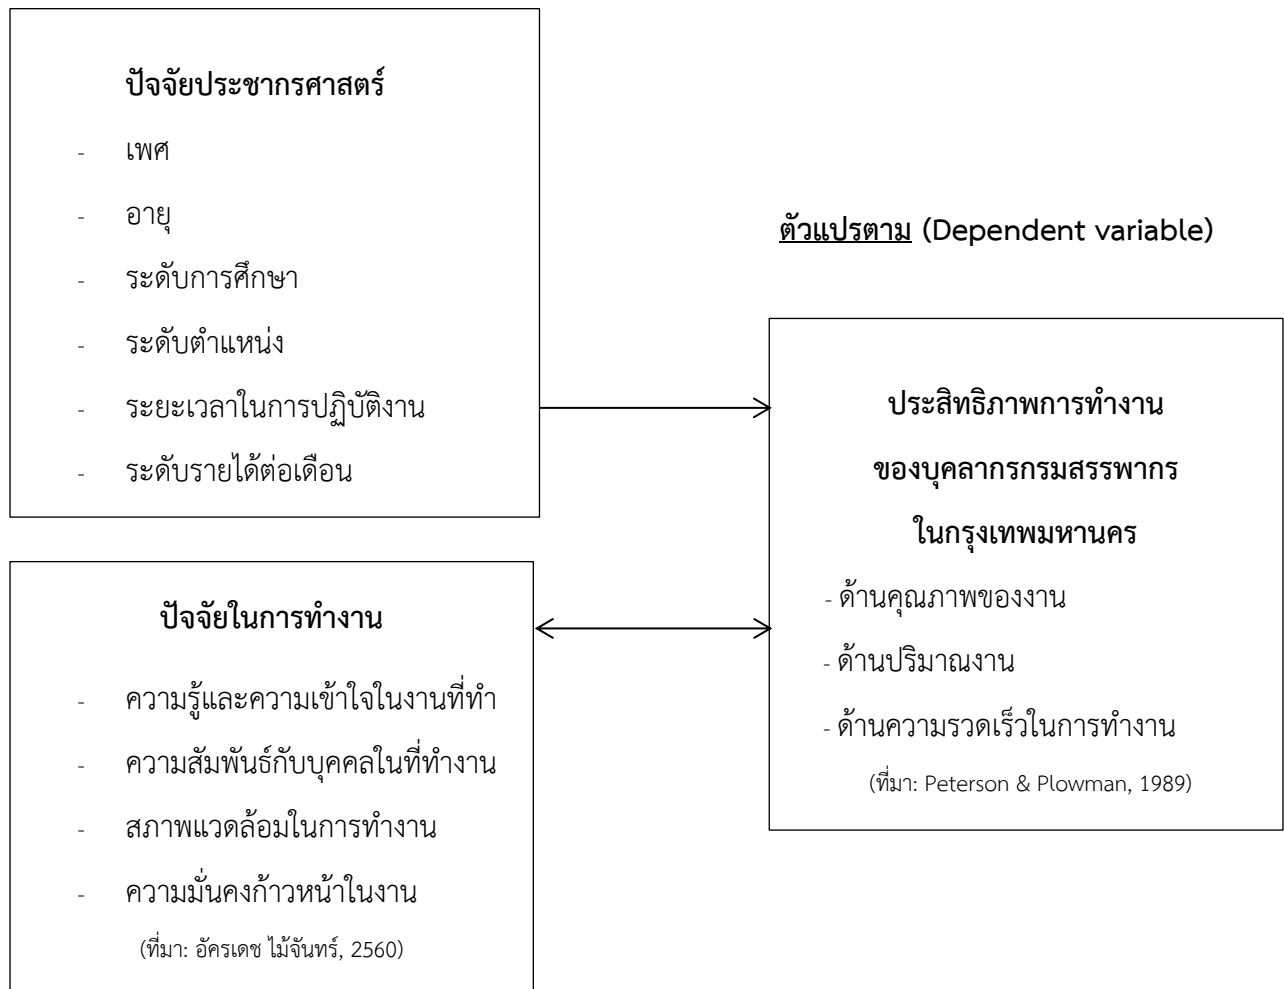 ปัจจัยประชากรศาสตร์
- เพศ
- อายุ
- ระดับการศึกษา
- ระดับตำแหน่ง
- ระยะเวลาในการปฏิบัติงาน
- ระดับรายได้ต่อเดือน
ปัจจัยในการทำงาน
- ความรู้และความเข้าใจในงานที่ทำ
- ความสัมพันธ์กับบุคคลในที่ทำงาน
- สภาพแวดล้อมในการทำงาน
- ความมั่นคงก้าวหน้าในงาน
(ที่มา: อัครเดช ไม้จันทร์, 2560)
ตัวแปรตาม (Dependent variable)
ประสิทธิภาพการทำงาน
ของบุคลากรกรมสรรพากร
ในกรุงเทพมหานคร
- ด้านคุณภาพของงาน
- ด้านปริมาณงาน
- ด้านความรวดเร็วในการทำงาน
(ที่มา: Peterson & Plowman, 1989)